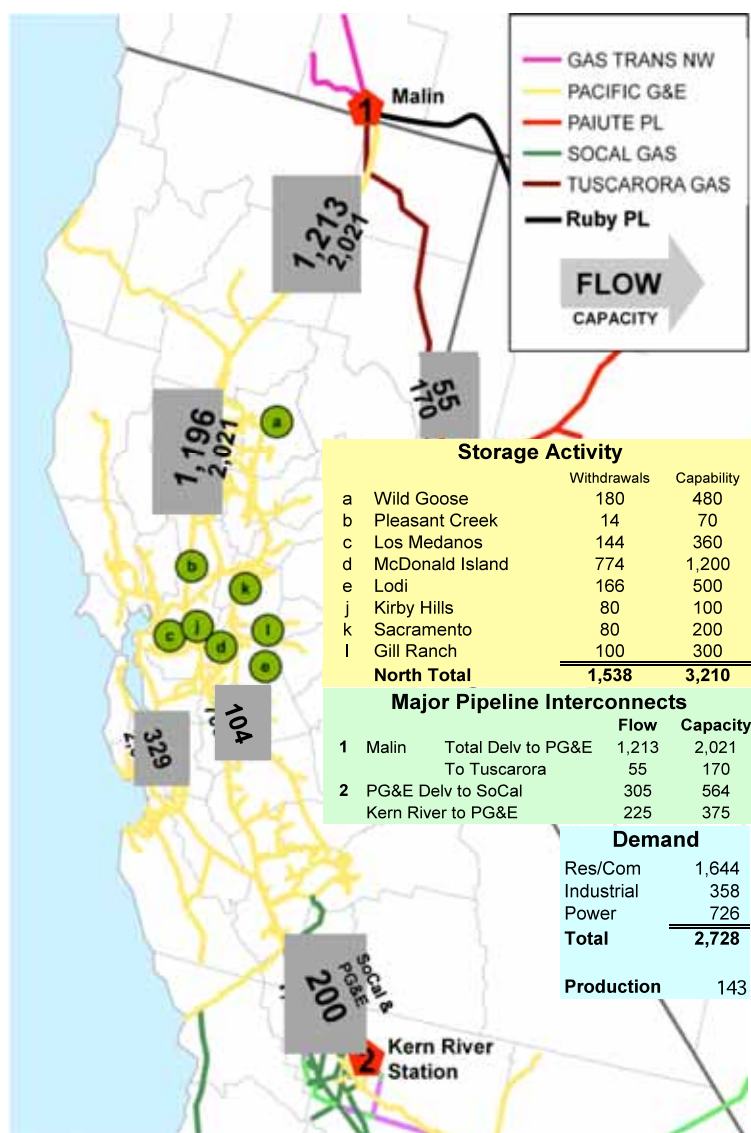 Malin
1
GAS TRANS NW
PACIFIC G&E
PAIUTE PL
SOCAL GAS
TUSCARORA GAS
Ruby PL
FLOW
CAPACITY
1,213
2,021
55
170
1,196
2,021
a
b
k
j
c
d
l
e
Storage Activity
Withdrawals Capability
a Wild Goose 180 480
b Pleasant Creek 14 70
c Los Medanos 144 360
d McDonald Island 774 1,200
e Lodi 166 500
j Kirby Hills 80 100
k Sacramento 80 200
l Gill Ranch 100 300
North Total 1,538 3,210
Major Pipeline Interconnects
Flow Capacity
1 Malin Total Delv to PG&E 1,213 2,021
To Tuscarora 55 170
2 PG&E Delv to SoCal 305 564
Kern River to PG&E 225 375
104
329
Demand
Res/Com 1,644
Industrial 358
Power 726
Total 2,728
Production 143
SoCal &
PG&E
200
2
Kern River
Station